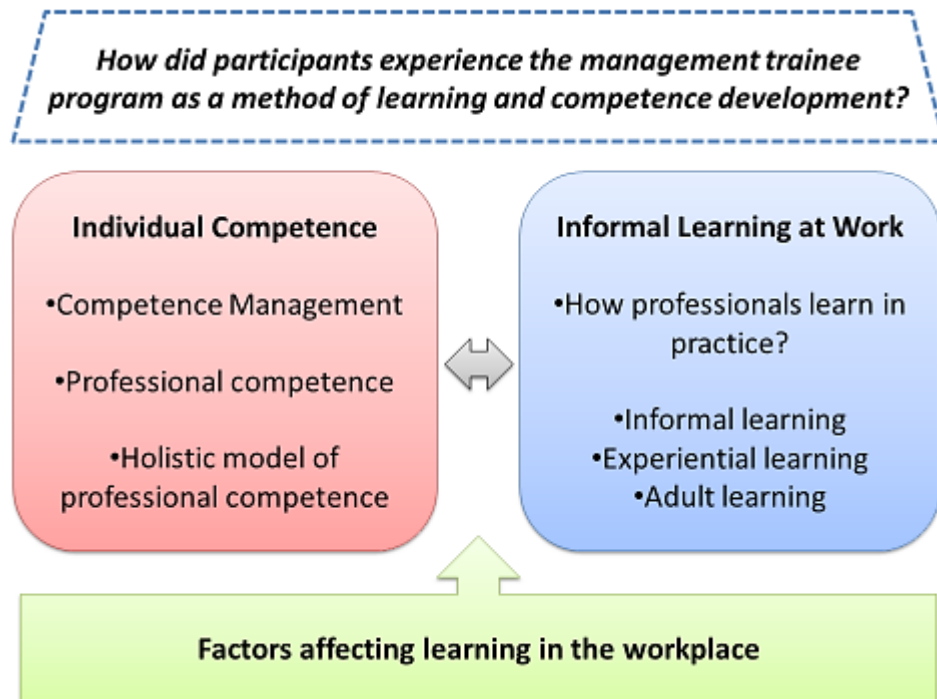 How did participants experience the management trainee
program as a method of learning and competence development?
Individual Competence
•Competence Management
•Professional competence
•Holistic model of
professional competence
Informal Learning at Work
•How professionals learn in
practice?
•Informal learning
•Experiential learning
•Adult learning
Factors affecting learning in the workplace